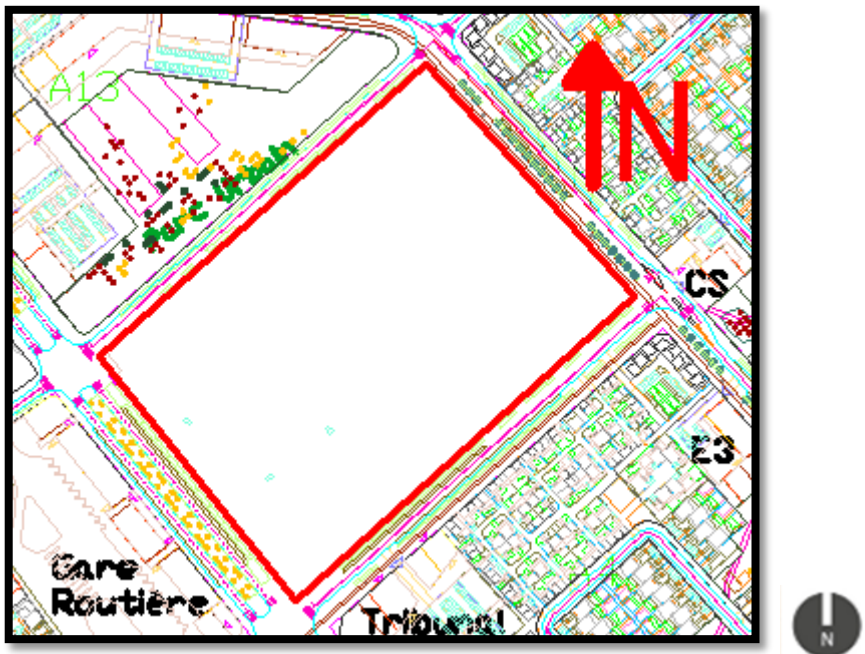 A13
N
Parc Urbain
CS
E3
Gare
Routière
Tribunal
N